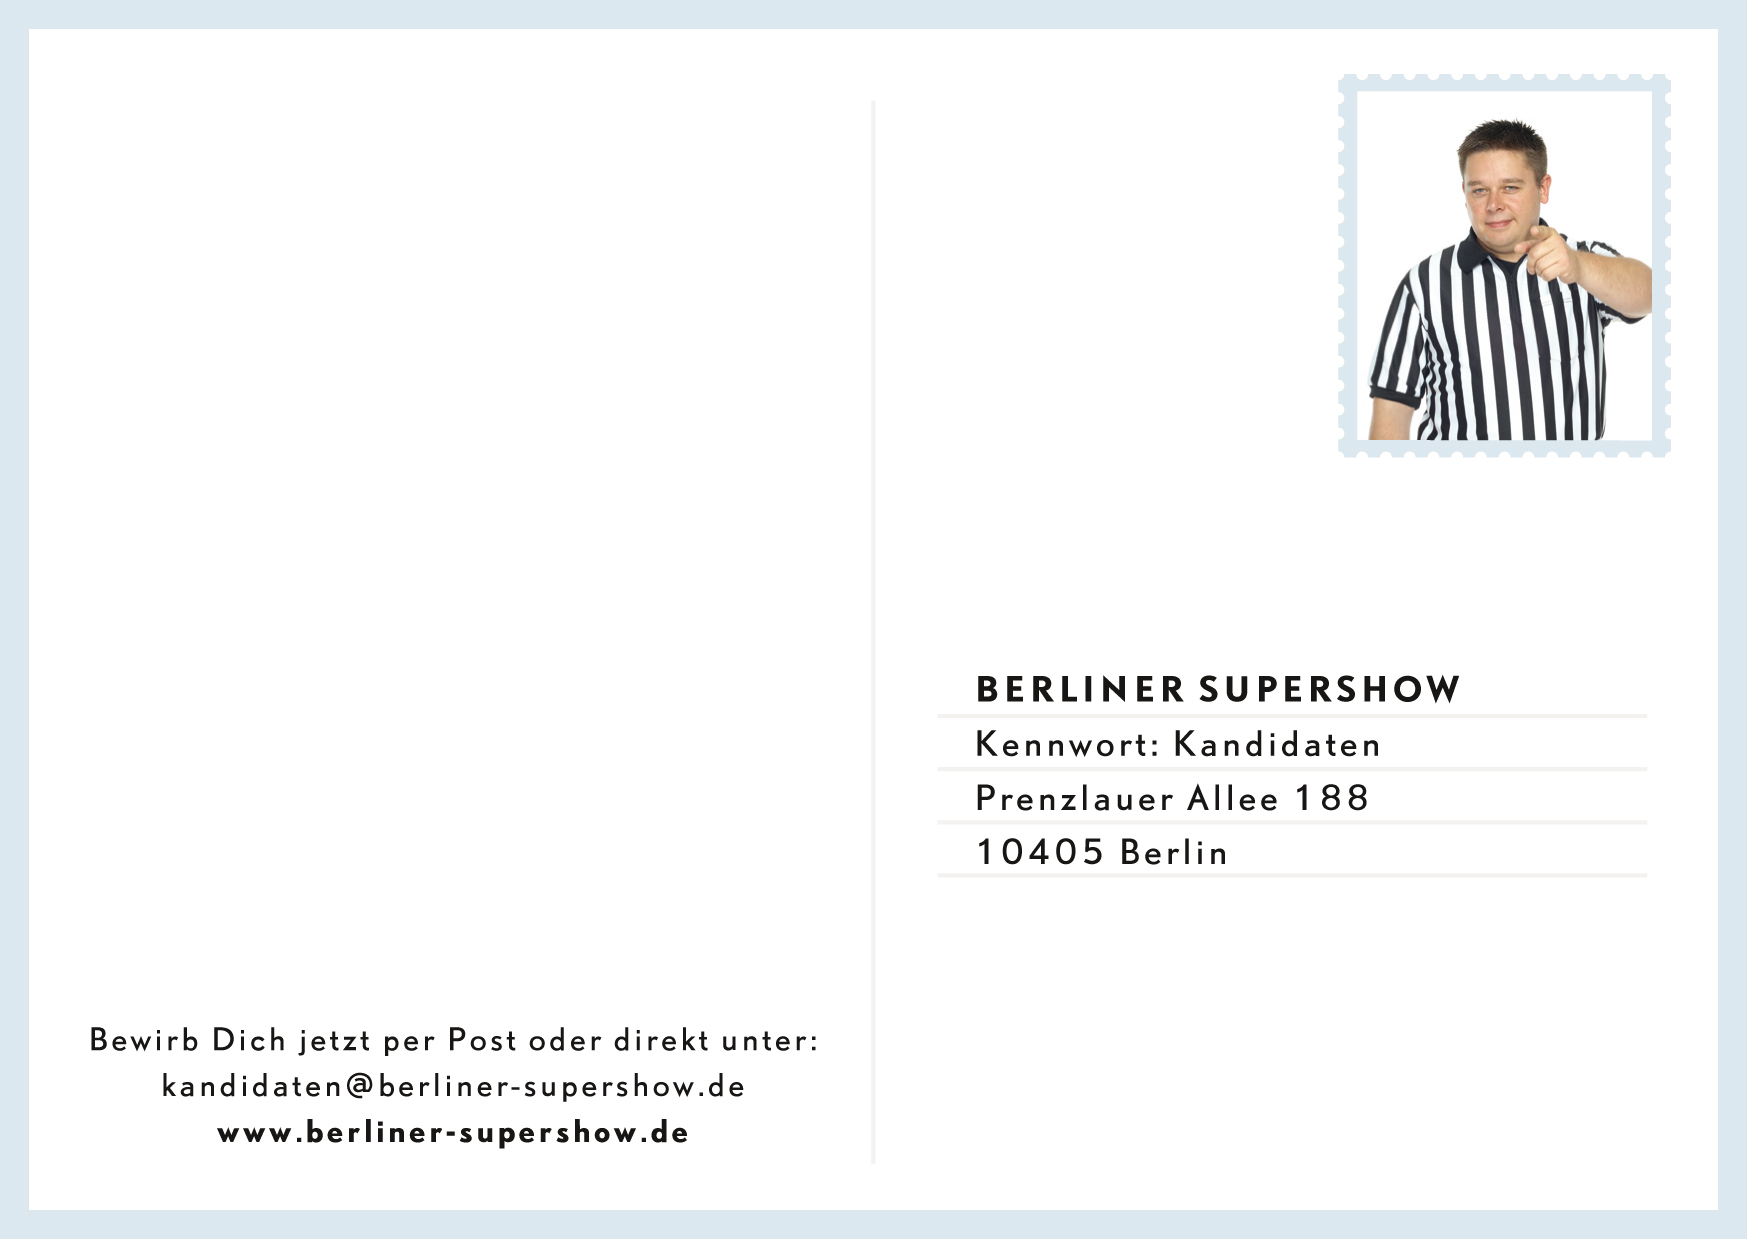 BERLINER SUPERSHOW
Kennwort: Kandidaten
Prenzlauer Allee 188
10405 Berlin
Bewirb Dich jetzt per Post oder direkt unter:
kandidaten@berliner-supershow.de
www.berliner-supershow.de